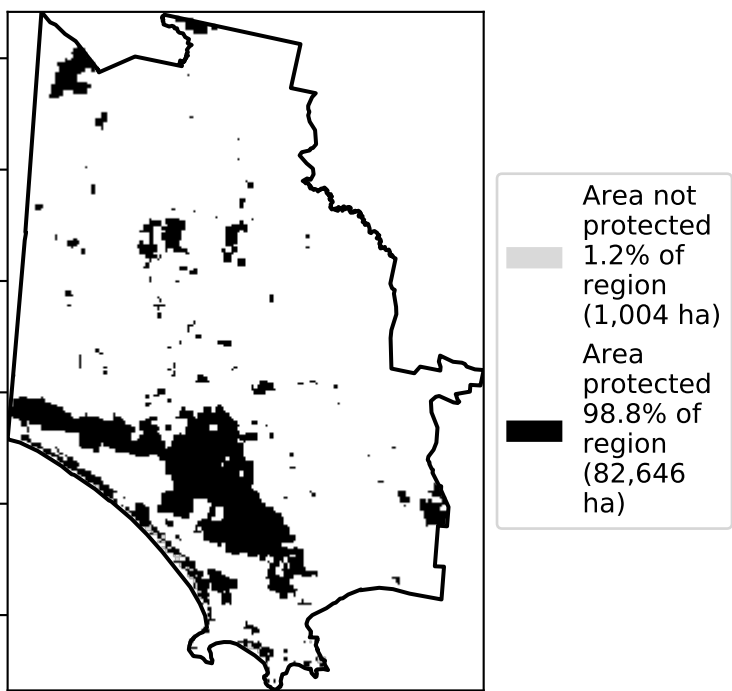 Area not
protected
1.2% of
region
(1,004 ha)
Area
protected
98.8% of
region
(82,646
ha)